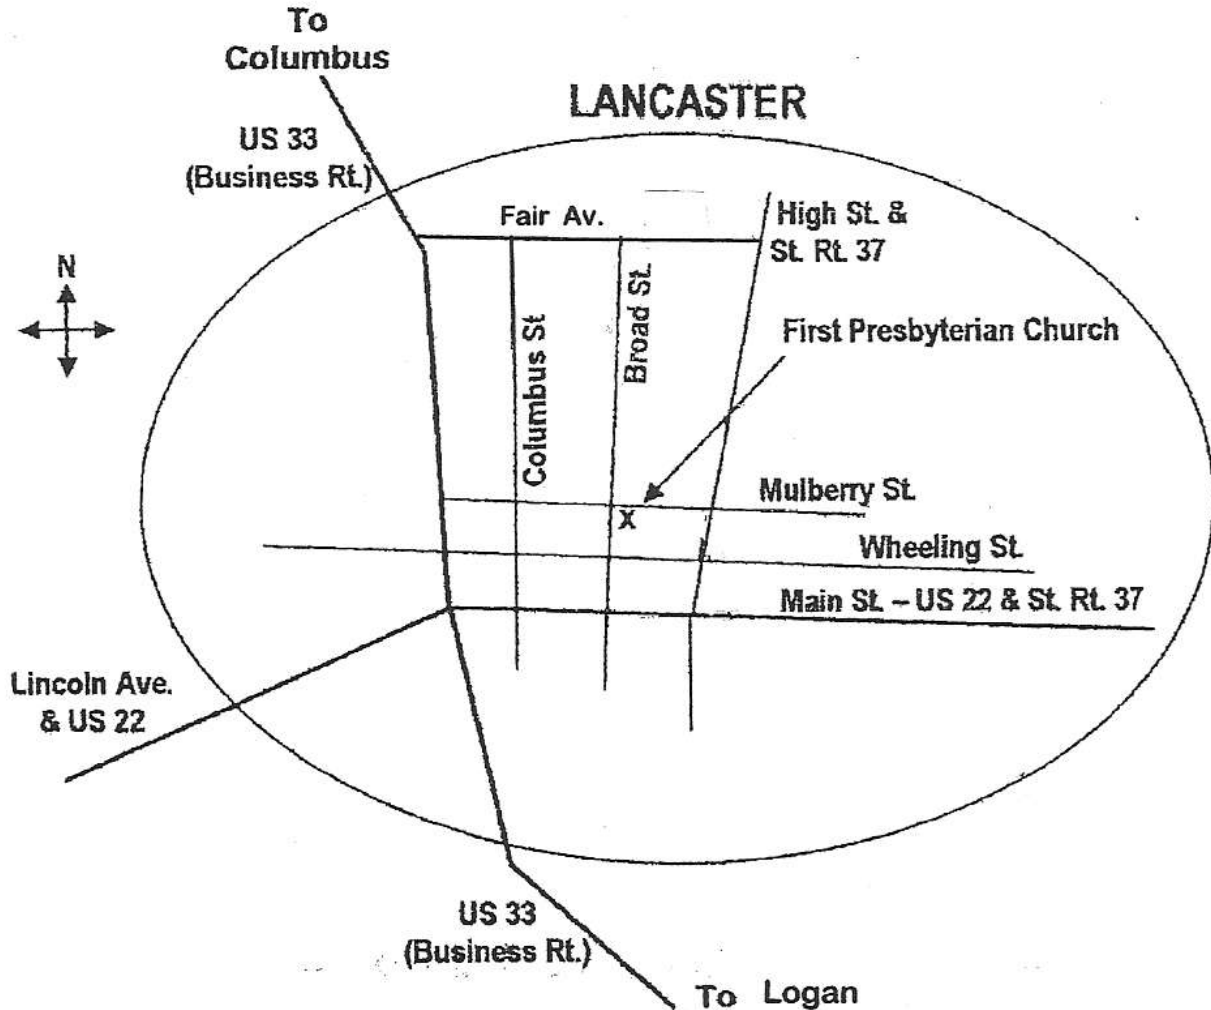 To
Columbus
LANCASTER
US 33
(Business Rt.)
Fair Av.
High St. &
St. Rt. 37
N
Columbus St
Broad St.
First Presbyterian Church
Mulberry St.
X
Wheeling St.
Main St. – US 22 & St. Rt. 37
Lincoln Ave.
& US 22
US 33
(Business Rt.)
To Logan